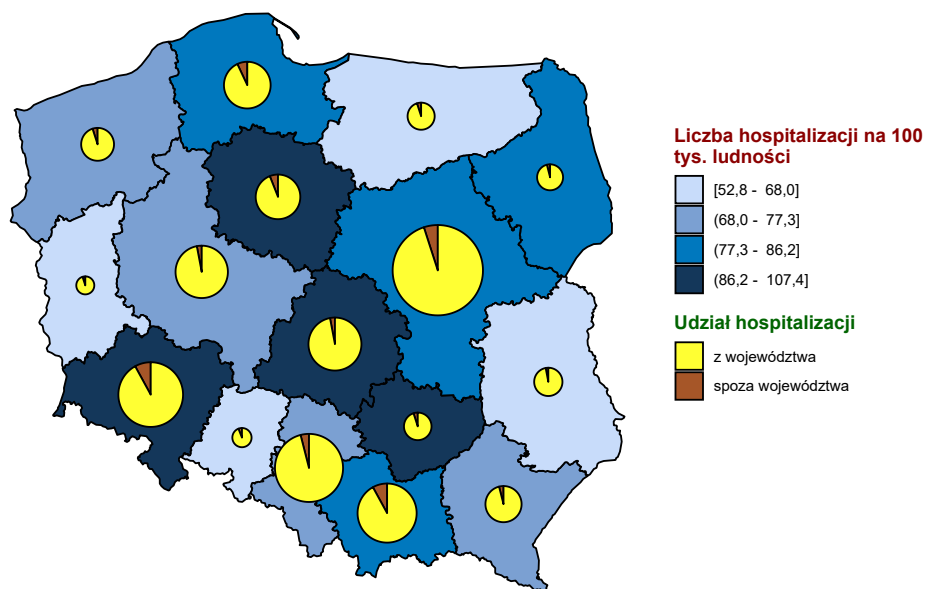 Liczba hospitalizacji na 100
tys. ludności
[52,8 - 68,0]
(68,0 - 77,3]
(77,3 - 86,2]
(86,2 - 107,4]
Udział hospitalizacji
z województwa
spoza województwa